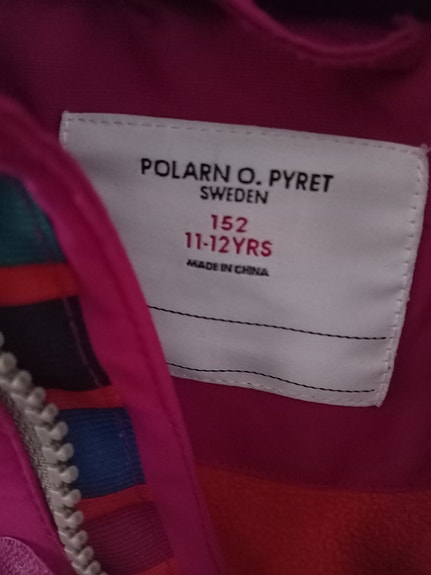 POLARN O. PYRET
SWEDEN
152
11-12YRS
MADE IN CHINA